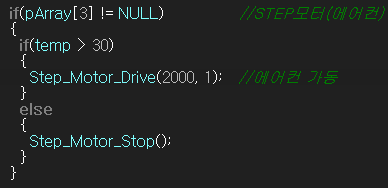 if(pArray[3] != NULL) //STEP모터(에어컨)
{
if(temp > 30)
{
Step_Motor_Drive(2000, 1); //에어컨 가동
}
else
{
Step_Motor_Stop();
}
}